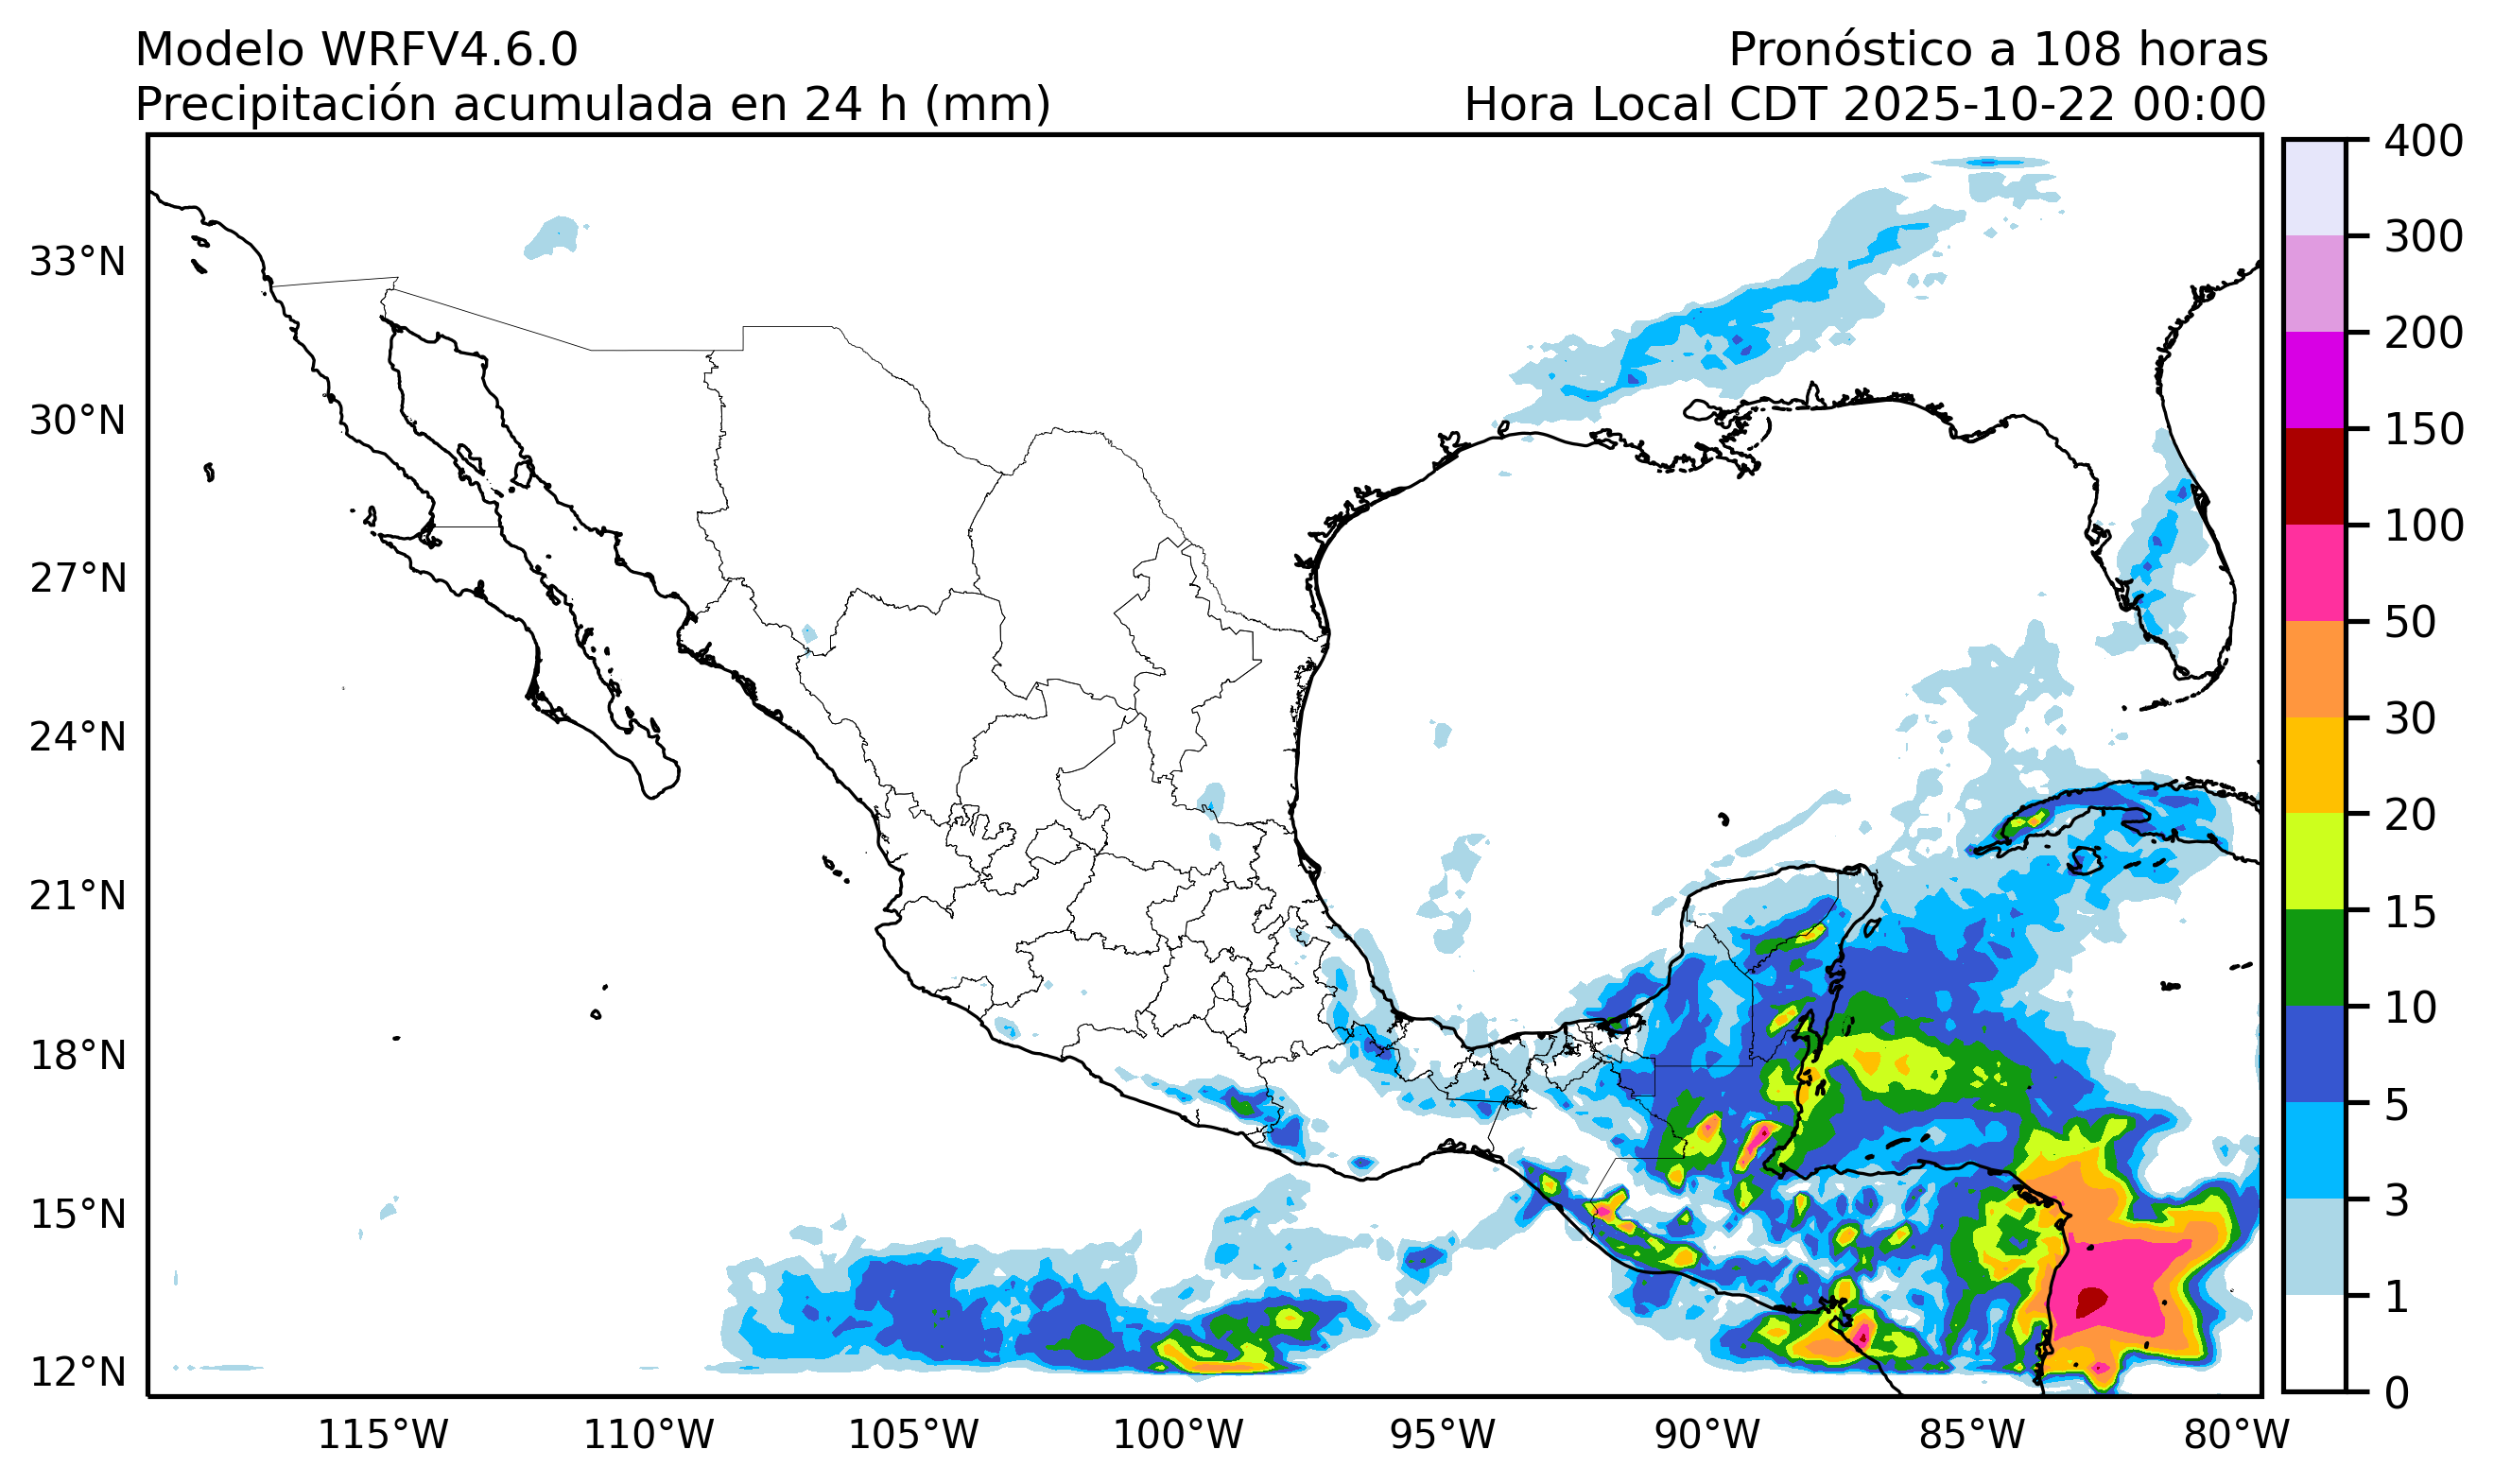 Modelo WRFV4.6.0
Pronóstico a 108 horas
Precipitación acumulada en 24 h (mm)
Hora Local CDT 2025-10-22 00:00
33°N
30°N
27°N
24°N
21°N
18°N
15°N
12°N
115°W
110°W
105°W
100°W
95°W
90°W
85°W
80°W
400
300
200
150
100
50
30
20
15
10
5
3
1
0